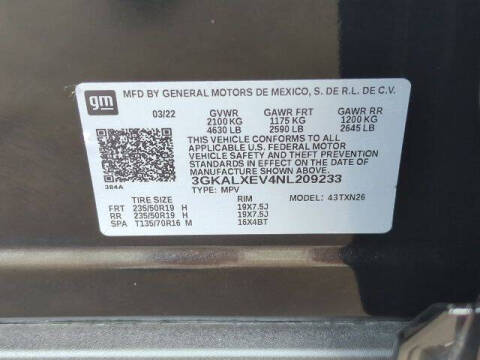 gm MFD BY GENERAL MOTORS DE MEXICO, S. DE R.L. DE C.V.
03/22 GVWR GAWR FRT GAWR RR
2100 KG 1175 KG 1200 KG
4630 LB 2590 LB 2645 LB
THIS VEHICLE CONFORMS TO ALL
APPLICABLE U.S. FEDERAL MOTOR
VEHICLE SAFETY AND THEFT PREVENTION
STANDARDS IN EFFECT ON THE DATE OF
MANUFACTURE SHOWN ABOVE.
384A 3GKALXEV4NL209233
TYPE: MPV MODEL: 43TXN26
TIRE SIZE RIM
FRT 235/50R19 H 19X7.5J
RR 235/50R19 H 19X7.5J
SPA T135/70R16 M 16X4BT